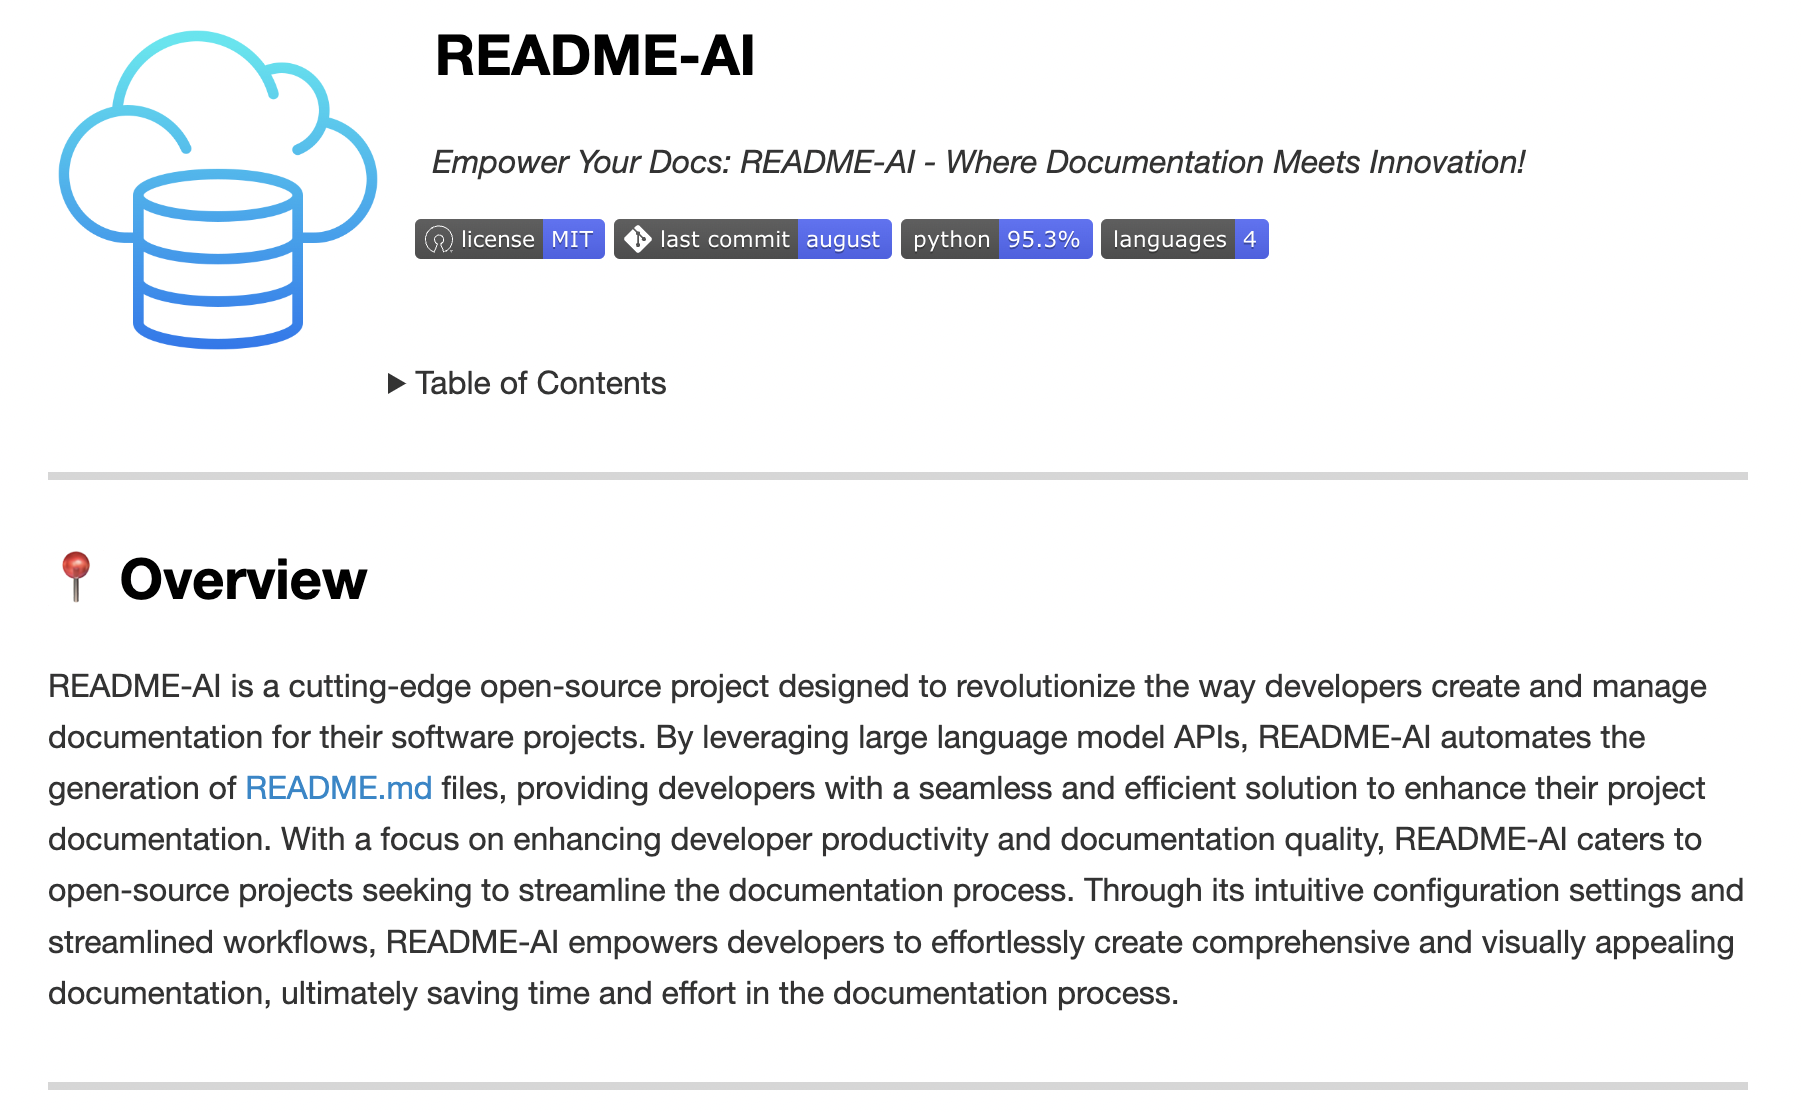 README-AI
Empower Your Docs: README-AI - Where Documentation Meets Innovation!
license MIT last commit august python 95.3% languages 4
Table of Contents
Overview
README-AI is a cutting-edge open-source project designed to revolutionize the way developers create and manage
documentation for their software projects. By leveraging large language model APIs, README-AI automates the
generation of README.md files, providing developers with a seamless and efficient solution to enhance their project
documentation. With a focus on enhancing developer productivity and documentation quality, README-AI caters to
open-source projects seeking to streamline the documentation process. Through its intuitive configuration settings and
streamlined workflows, README-AI empowers developers to effortlessly create comprehensive and visually appealing
documentation, ultimately saving time and effort in the documentation process.